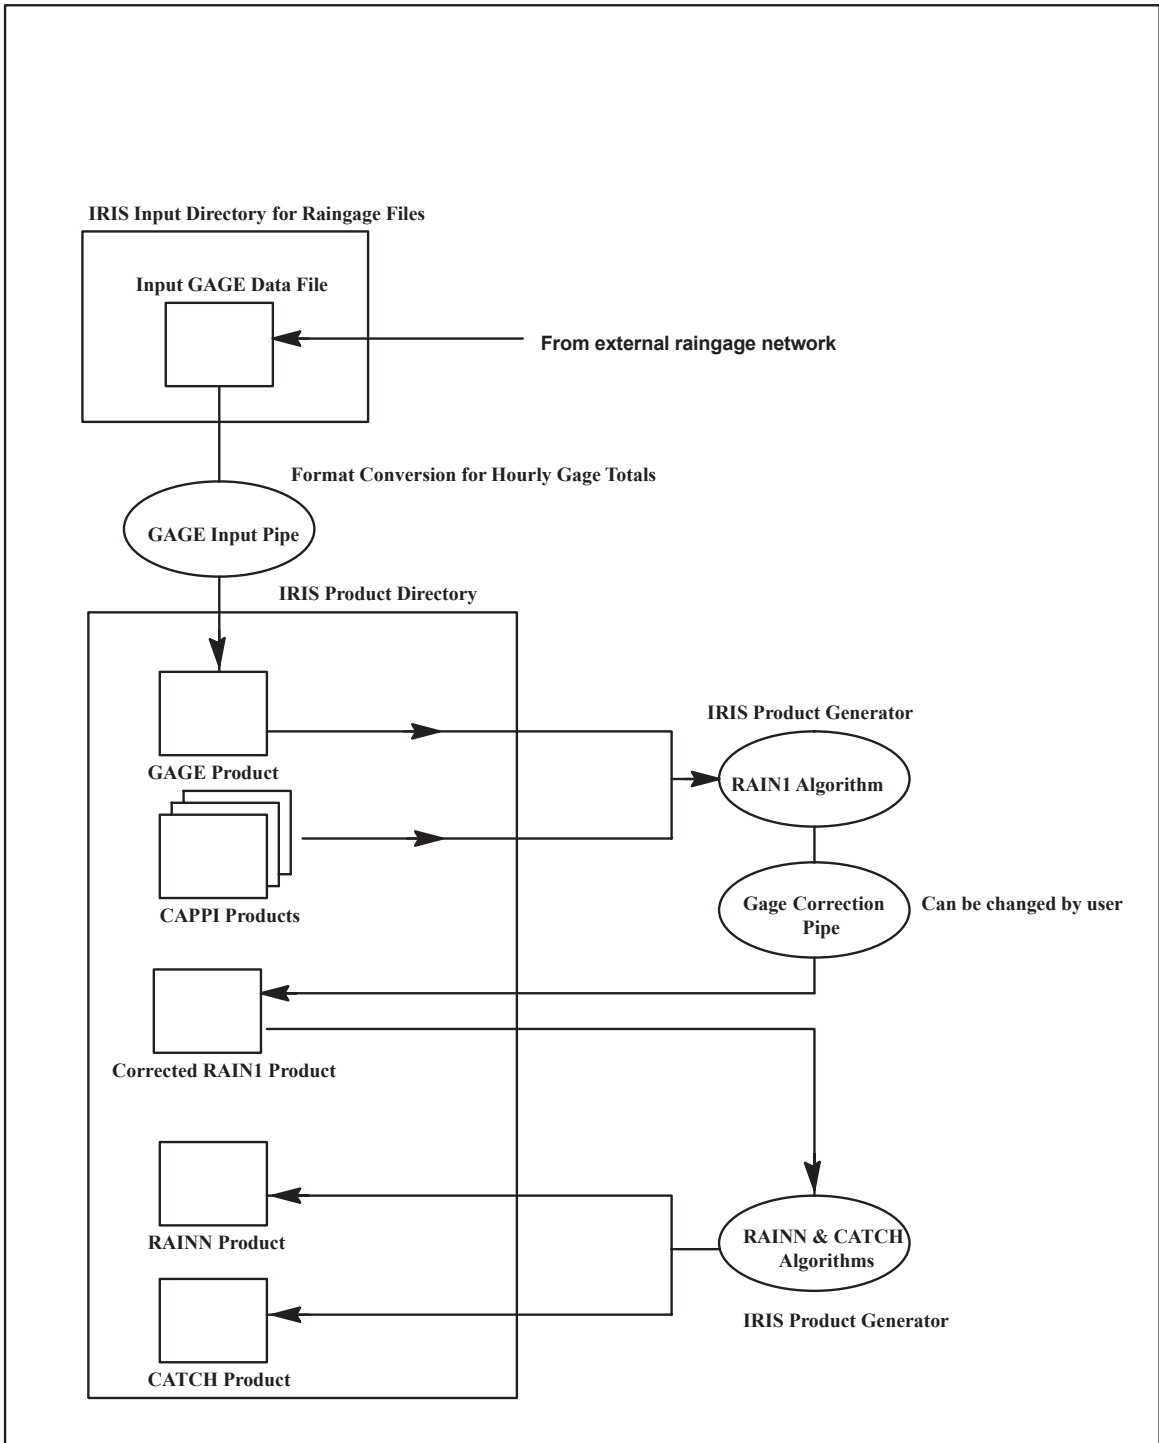 IRIS Input Directory for Raingage Files
Input GAGE Data File
From external raingage network
Format Conversion for Hourly Gage Totals
GAGE Input Pipe
IRIS Product Directory
GAGE Product
IRIS Product Generator
RAIN1 Algorithm
CAPPI Products
Gage Correction
Pipe
Can be changed by user
Corrected RAIN1 Product
RAINN Product
RAINN & CATCH
Algorithms
IRIS Product Generator
CATCH Product